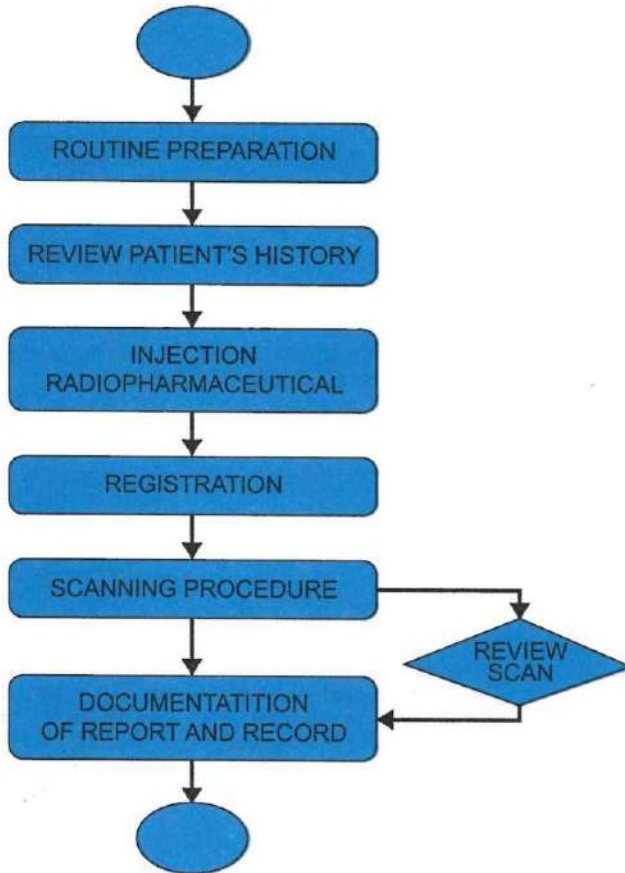 ROUTINE PREPARATION
REVIEW PATIENT'S HISTORY
INJECTION
RADIOPHARMACEUTICAL
REGISTRATION
SCANNING PROCEDURE
REVIEW
SCAN
DOCUMENTATITION
OF REPORT AND RECORD